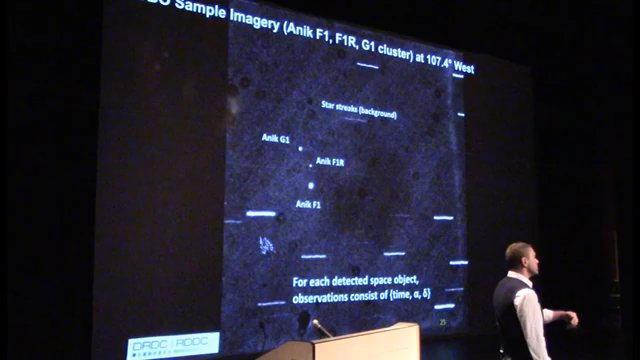 Sample Imagery (Anik F1, F1R, G1 cluster) at 107.4° West
Star streaks (background)
Anik G1
Anik F1R
Anik F1
For each detected space object,
observations consist of {time, α, δ}
25
DRDC | RDDC